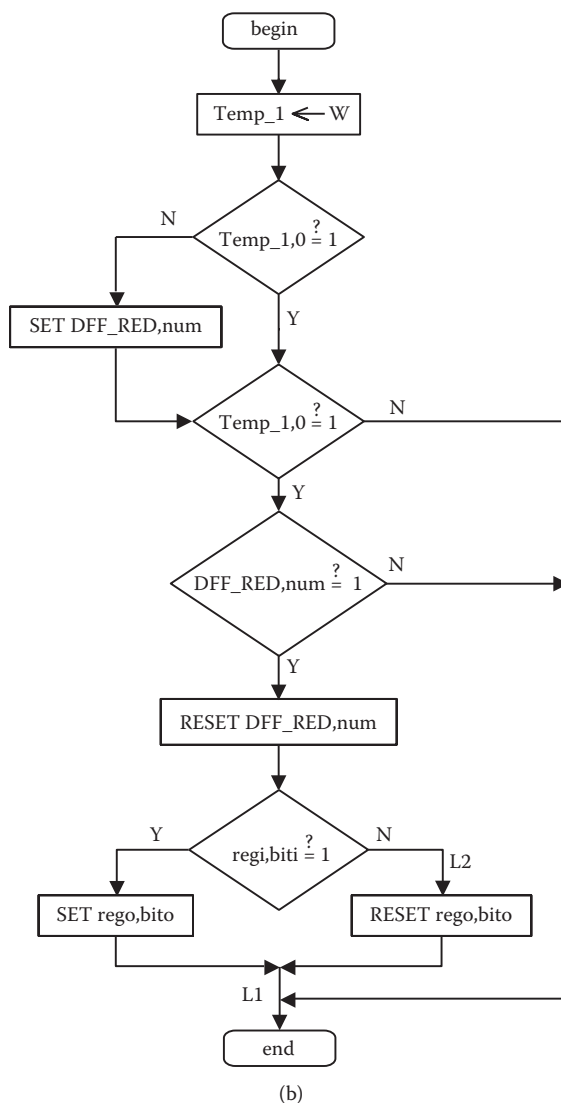 begin
Temp_1 ← W
N
Temp_1,0 ?= 1
Y
SET DFF_RED,num
Temp_1,0 ?= 1
N
Y
DFF_RED,num ?= 1
N
Y
RESET DFF_RED,num
Y
regi,biti ?= 1
N
L2
SET rego,bito
RESET rego,bito
L1
end
(b)